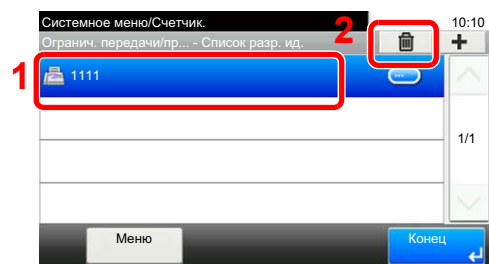 Системное меню/Счетчик.
10:10
Огранич. передачи/пр... - Список разр. ид.
2
1
1111
1/1
Меню
Конец